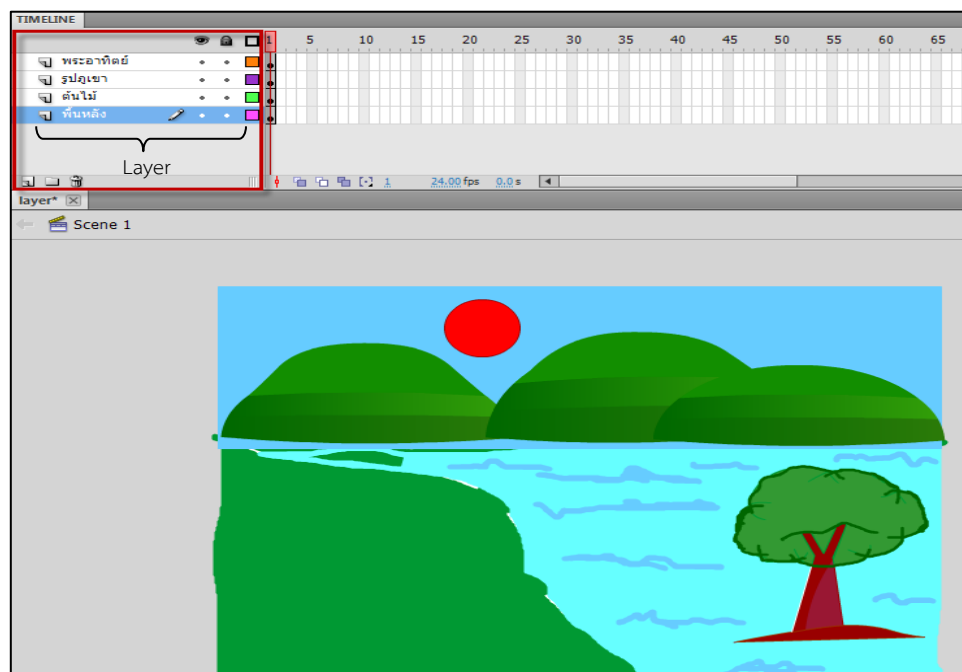 TIMELINE
1 5 10 15 20 25 30 35 40 45 50 55 60 65
พระอาทิตย์
รูปภูเขา
ต้นไม้
พื้นหลัง
Layer
1 24.00 fps 0.0 s
layer*
Scene 1